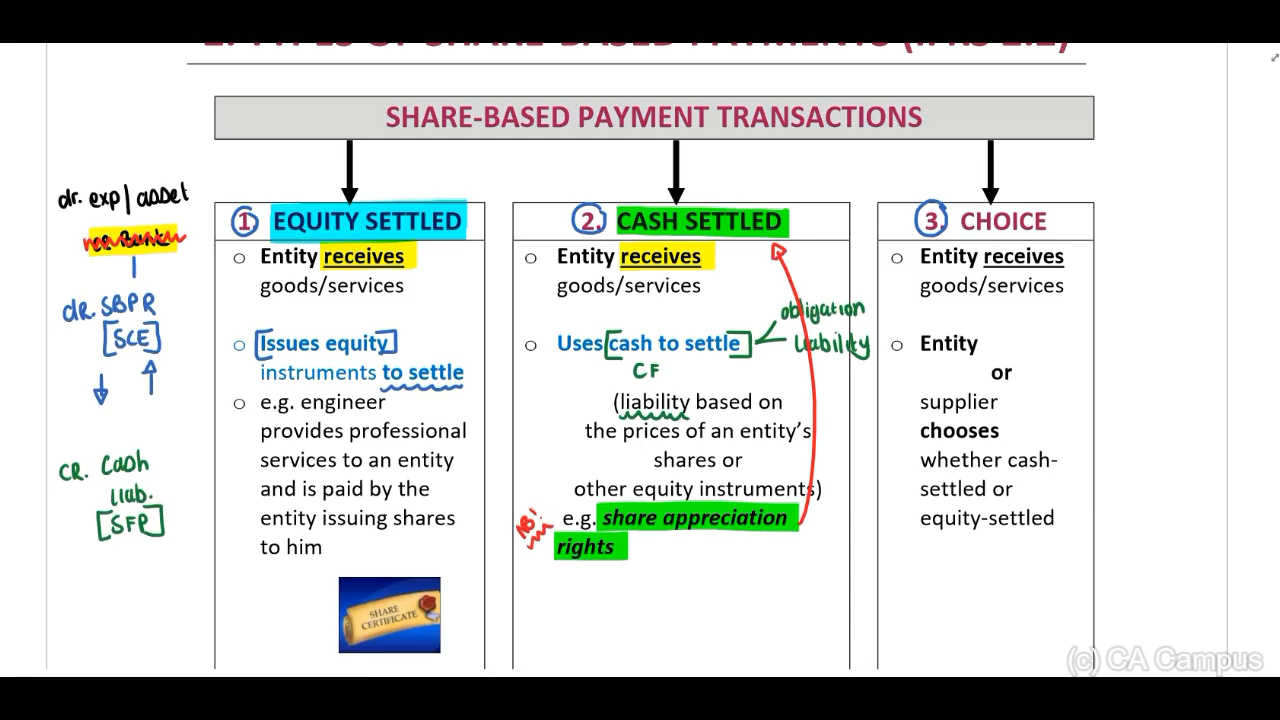 SHARE-BASED PAYMENT TRANSACTIONS
dr. exp/asset
dr. SBPR
[SCE]
cr. cash
liab.
[SFP]
1. EQUITY SETTLED
Entity receives
goods/services
Issues equity
instruments to settle
e.g. engineer
provides professional
services to an entity
and is paid by the
entity issuing shares
to him
SHARE
CERTIFICATE
2. CASH SETTLED
Entity receives
goods/services
Uses [cash to settle]
obligation
liability
CF
(liability based on
the prices of an entity's
shares or
other equity instruments)
NB!
e.g. share appreciation
rights
3. CHOICE
Entity receives
goods/services
Entity
or
supplier
chooses
whether cash-
settled or
equity-settled
(c) CA Campus